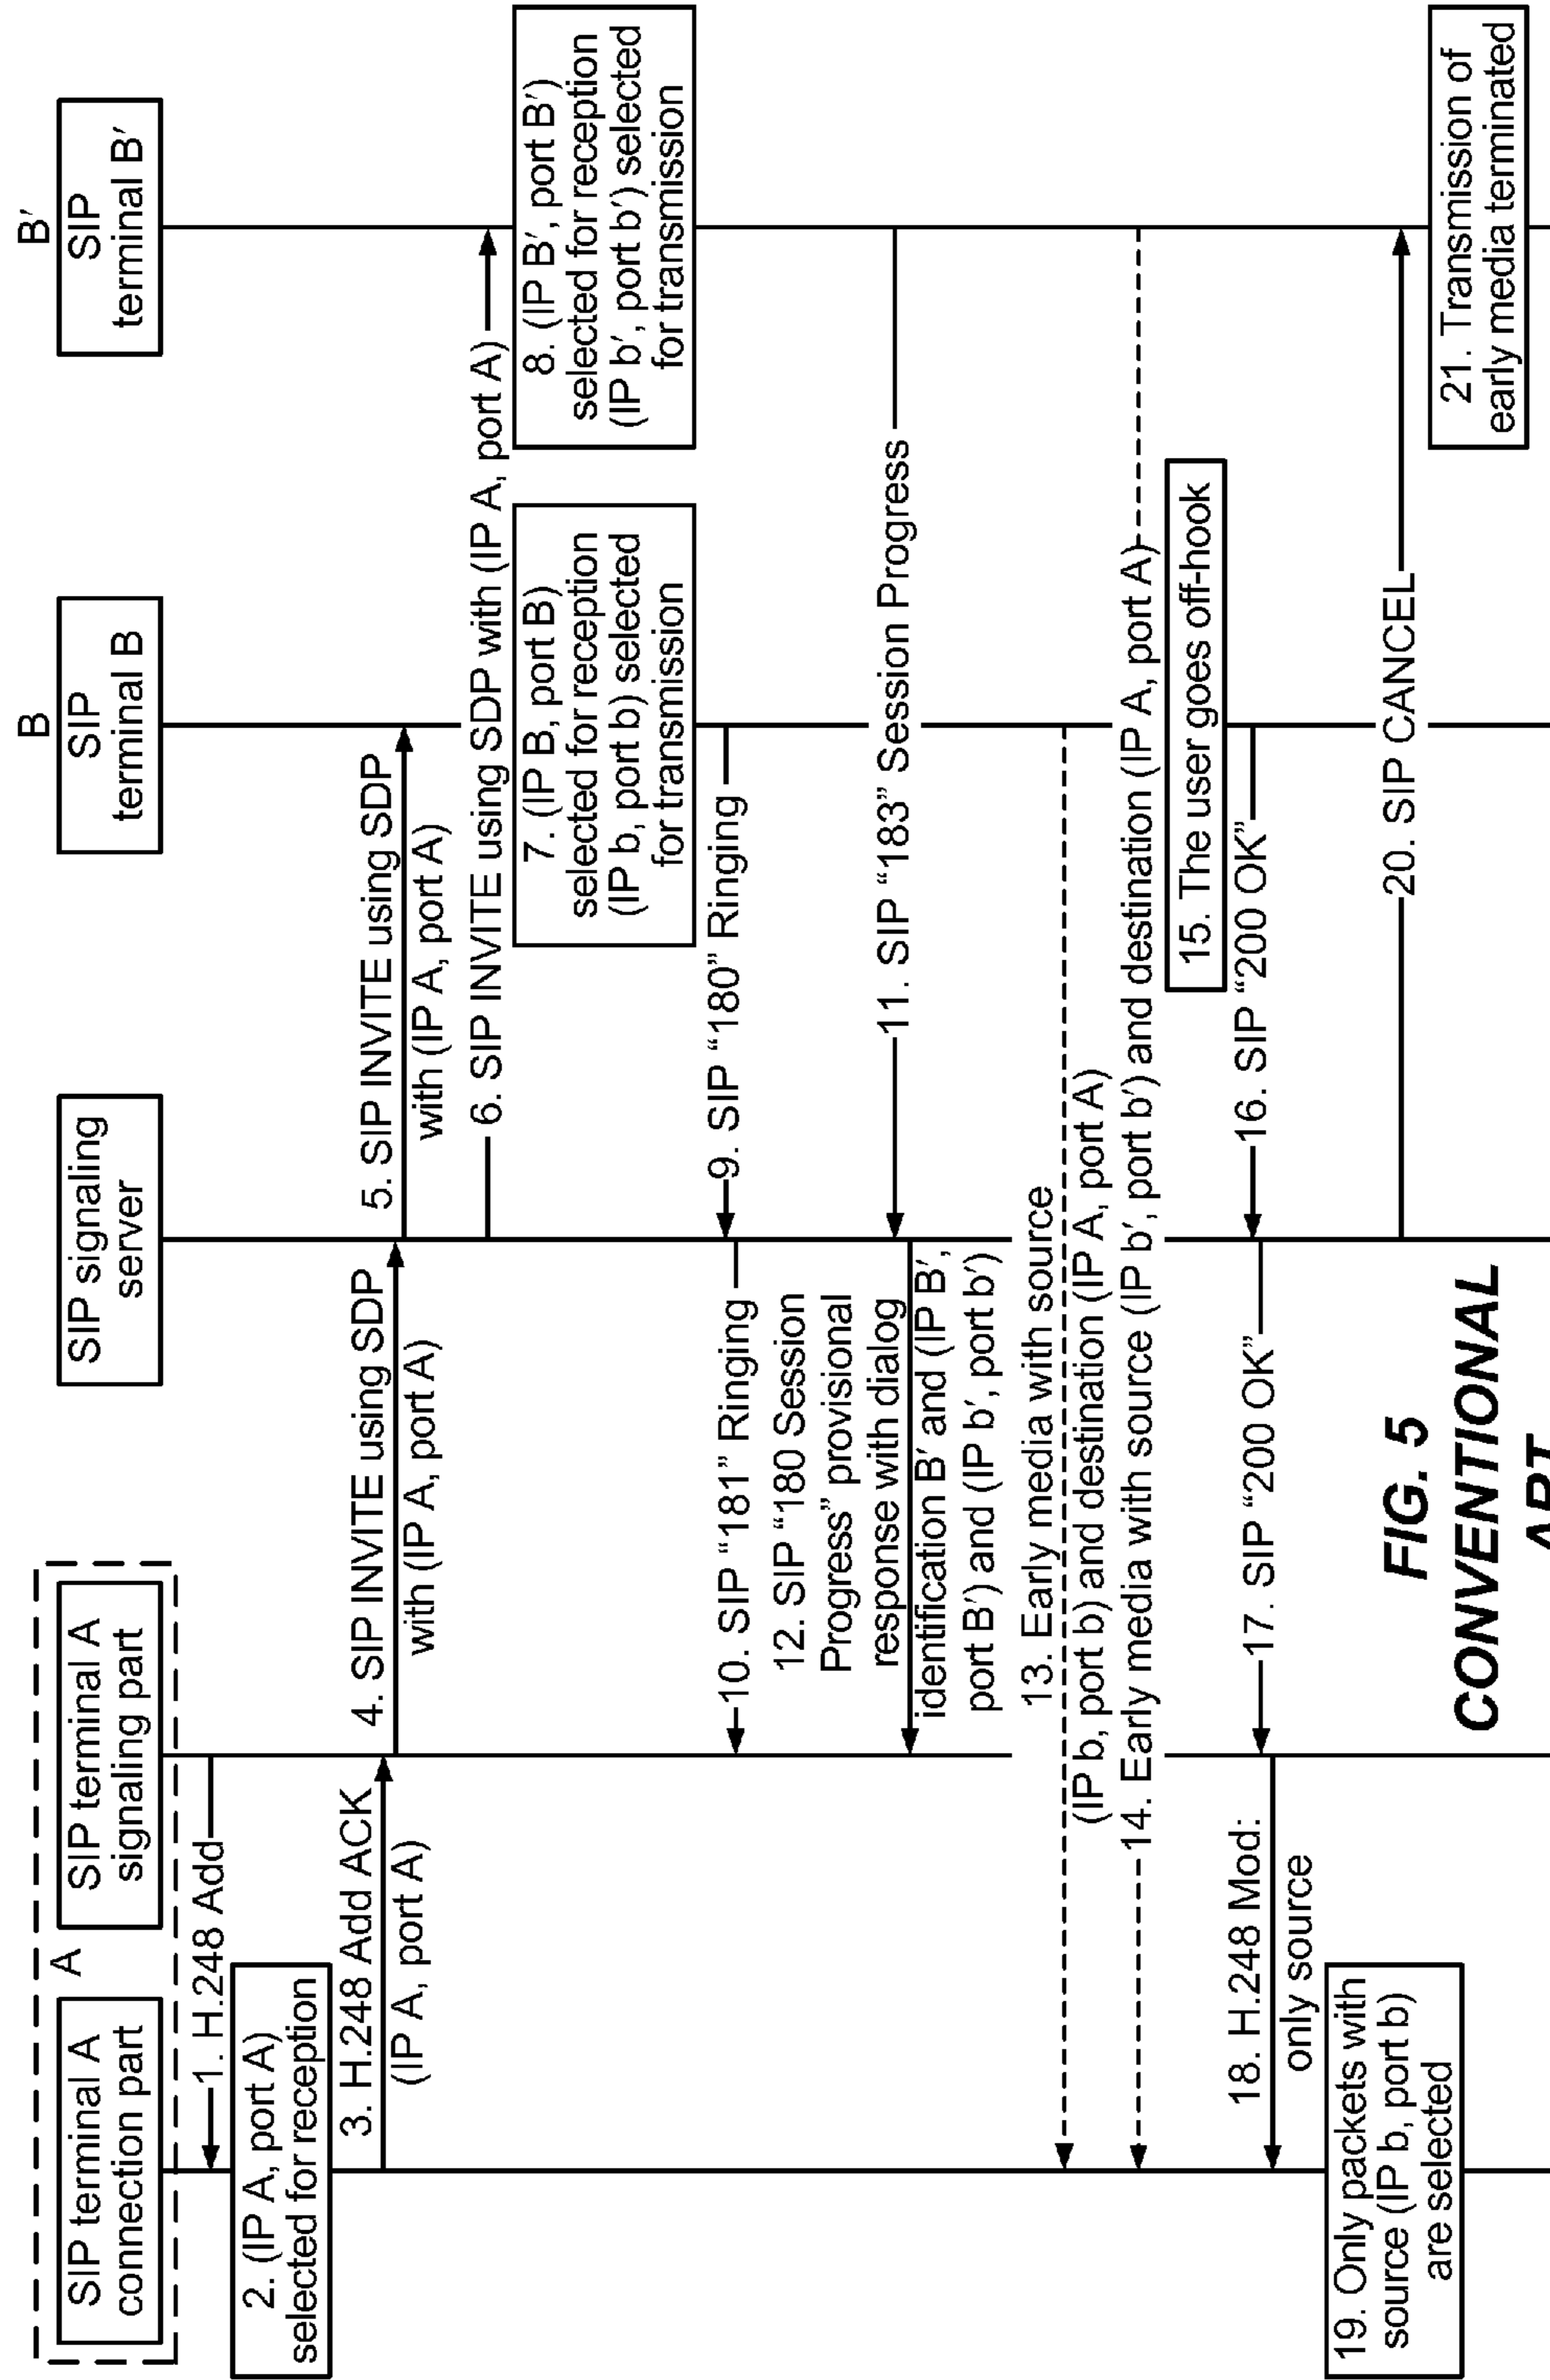 A
SIP terminal A
connection part
SIP terminal A
signaling part
SIP signaling
server
B
SIP
terminal B
B′
SIP
terminal B′
1. H.248 Add
2. (IP A, port A)
selected for reception
3. H.248 Add ACK
(IP A, port A)
4. SIP INVITE using SDP
with (IP A, port A)
5. SIP INVITE using SDP
with (IP A, port A)
6. SIP INVITE using SDP with (IP A, port A)
7. (IP B, port B)
selected for reception
(IP b, port b) selected
for transmission
8. (IP B′, port B′)
selected for reception
(IP b′, port b′) selected
for transmission
9. SIP “180” Ringing
10. SIP “181” Ringing
11. SIP “183” Session Progress
12. SIP “180 Session
Progress” provisional
response with dialog
identification B′ and (IP B′,
port B′) and (IP b′, port b′)
13. Early media with source
(IP b, port b) and destination (IP A, port A)
14. Early media with source (IP b′, port b′) and destination (IP A, port A)
15. The user goes off-hook
16. SIP “200 OK”
17. SIP “200 OK”
18. H.248 Mod:
only source
19. Only packets with
source (IP b, port b)
are selected
20. SIP CANCEL
21. Transmission of
early media terminated
FIG. 5
CONVENTIONAL
ART